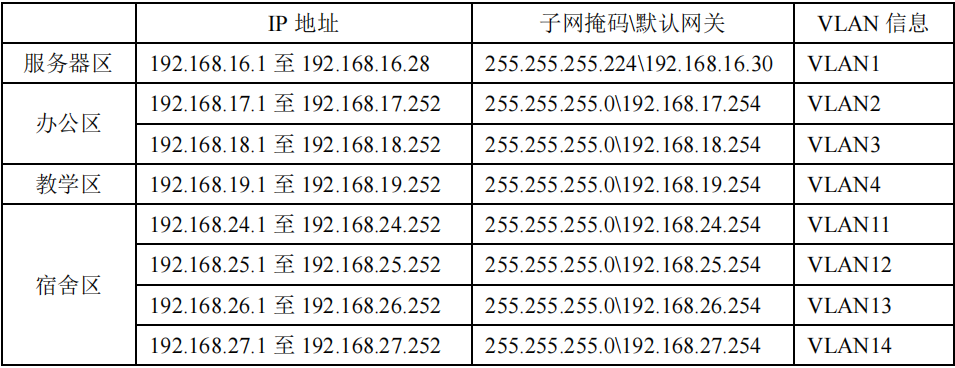 IP 地址 子网掩码\默认网关 VLAN 信息
服务器区 192.168.16.1 至 192.168.16.28 255.255.255.224\192.168.16.30 VLAN1
办公区 192.168.17.1 至 192.168.17.252 255.255.255.0\192.168.17.254 VLAN2
192.168.18.1 至 192.168.18.252 255.255.255.0\192.168.18.254 VLAN3
教学区 192.168.19.1 至 192.168.19.252 255.255.255.0\192.168.19.254 VLAN4
宿舍区 192.168.24.1 至 192.168.24.252 255.255.255.0\192.168.24.254 VLAN11
192.168.25.1 至 192.168.25.252 255.255.255.0\192.168.25.254 VLAN12
192.168.26.1 至 192.168.26.252 255.255.255.0\192.168.26.254 VLAN13
192.168.27.1 至 192.168.27.252 255.255.255.0\192.168.27.254 VLAN14